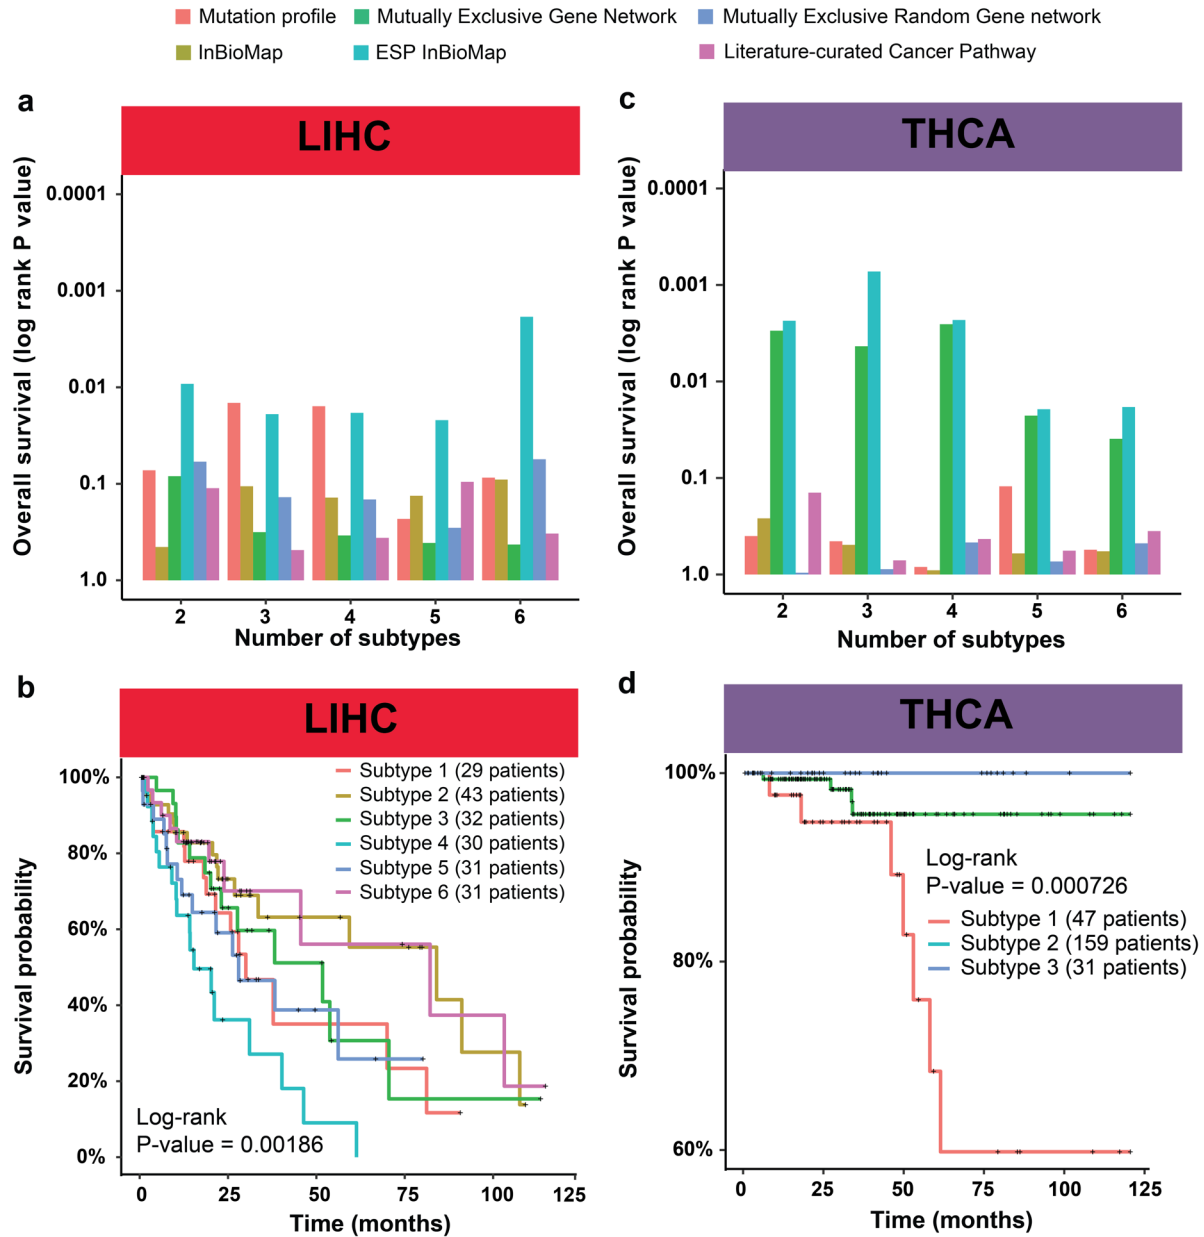 Mutation profile
Mutually Exclusive Gene Network
Mutually Exclusive Random Gene network
InBioMap
ESP InBioMap
Literature-curated Cancer Pathway
a
LIHC
Overall survival (log rank P value)
0.0001
0.001
0.01
0.1
1.0
2 3 4 5 6
Number of subtypes
c
THCA
Overall survival (log rank P value)
0.0001
0.001
0.01
0.1
1.0
2 3 4 5 6
Number of subtypes
b
LIHC
Survival probability
100%
80%
60%
40%
20%
0%
Subtype 1 (29 patients)
Subtype 2 (43 patients)
Subtype 3 (32 patients)
Subtype 4 (30 patients)
Subtype 5 (31 patients)
Subtype 6 (31 patients)
Log-rank
P-value = 0.00186
0 25 50 75 100 125
Time (months)
d
THCA
Survival probability
100%
80%
60%
Log-rank
P-value = 0.000726
Subtype 1 (47 patients)
Subtype 2 (159 patients)
Subtype 3 (31 patients)
0 25 50 75 100 125
Time (months)